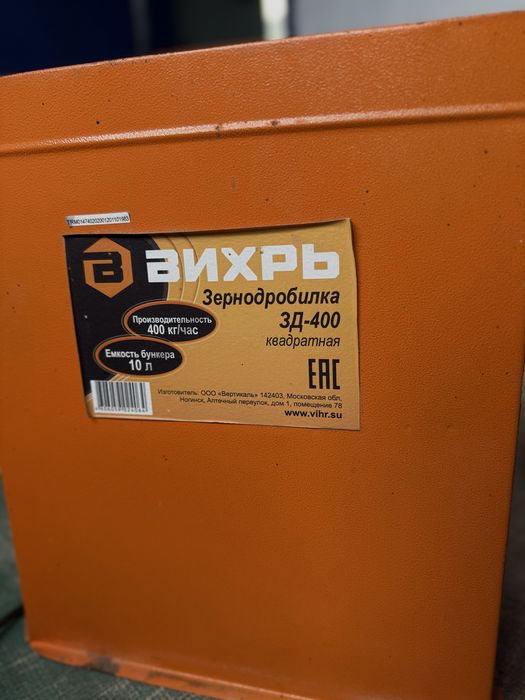 ВИХРЬ
Зернодробилка
ЗД-400
квадратная
Производительность
400 кг/час
Емкость бункера
10 л
ЕАС
Изготовитель: ООО «Вертикаль» 142403, Московская обл,
Ногинск, Аптечный переулок, дом 1, помещение 78
www.vihr.su